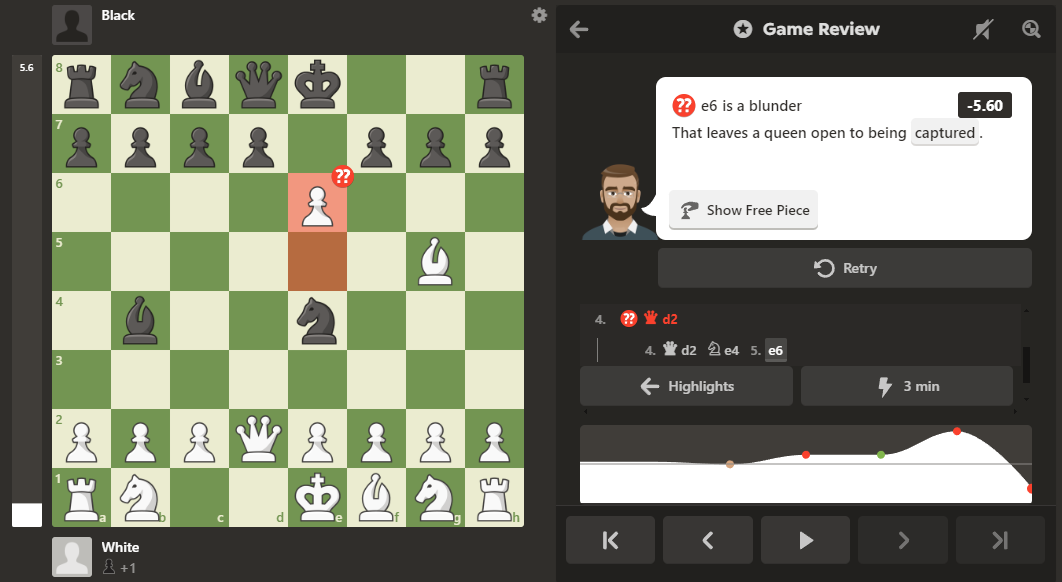 Black
5.6
8
7
6
5
4
3
2
1
a
b
c
d
e
f
g
h
White
+1
Game Review
?? e6 is a blunder
-5.60
That leaves a queen open to being captured.
Show Free Piece
Retry
4. ?? d2
4. d2 e4 5. e6
Highlights
3 min
??